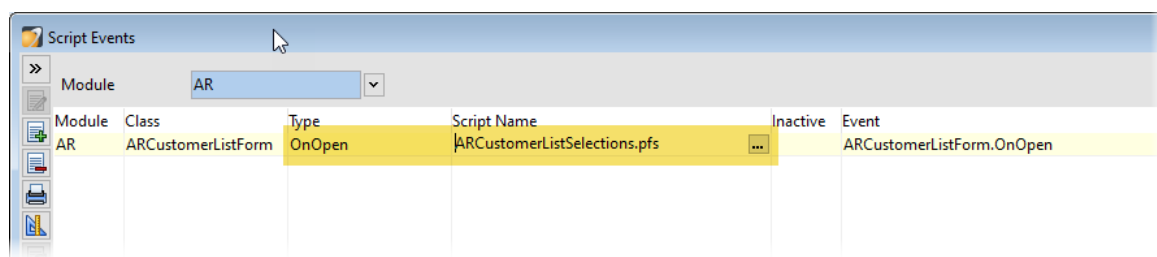 Script Events
» Module AR
Module Class Type Script Name Inactive Event
AR ARCustomerListForm OnOpen ARCustomerListSelections.pfs ... ARCustomerListForm.OnOpen